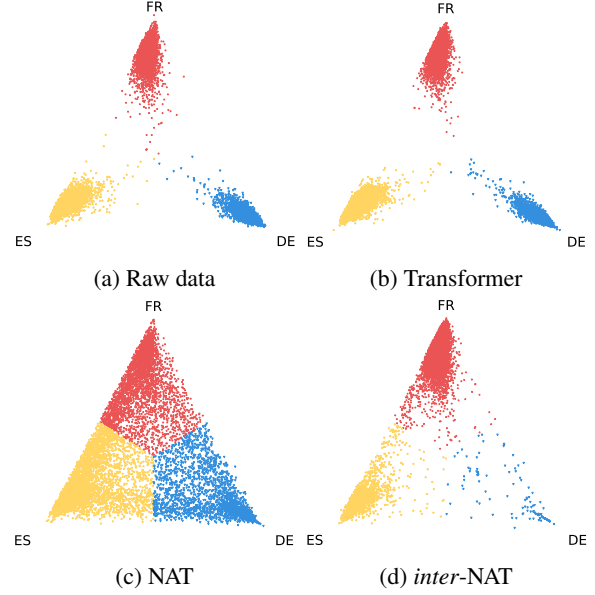 FR
FR
ES
DE
ES
DE
(a) Raw data
(b) Transformer
FR
FR
ES
DE
ES
DE
(c) NAT
(d) inter-NAT